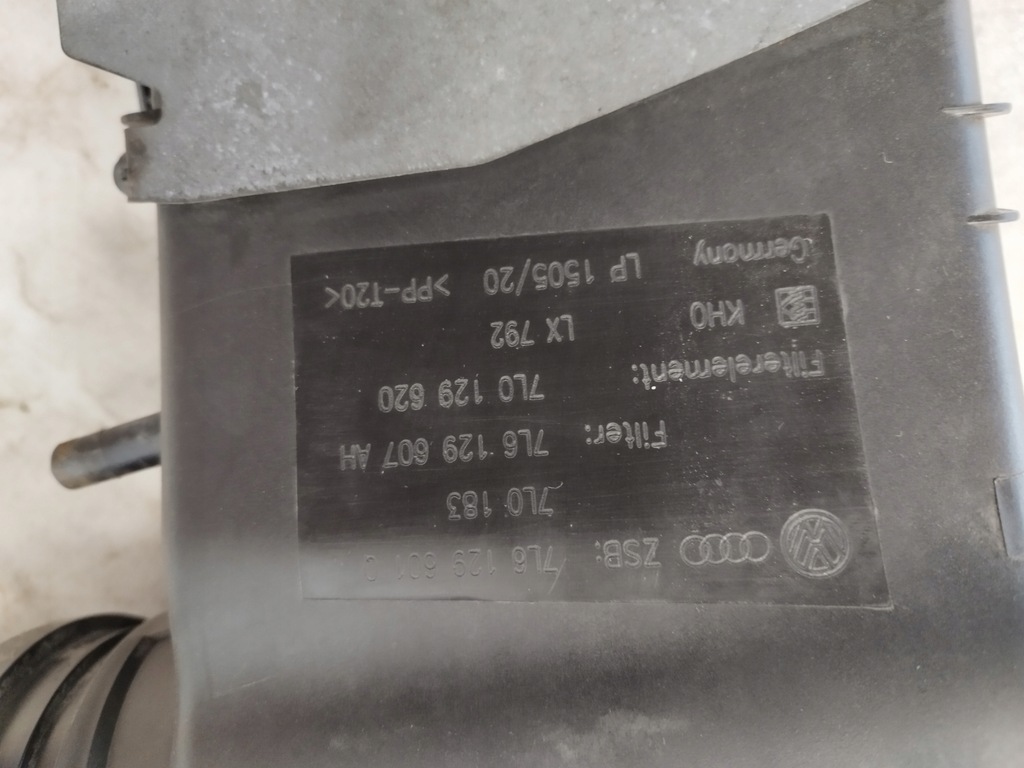 ZSB: 7L6 129 601
7L0 183
Filter: 7L6 129 607 AH
Filterelement: 7L0 129 620
KHO LX 792
Germany LP 1505/20 >PP-T20<